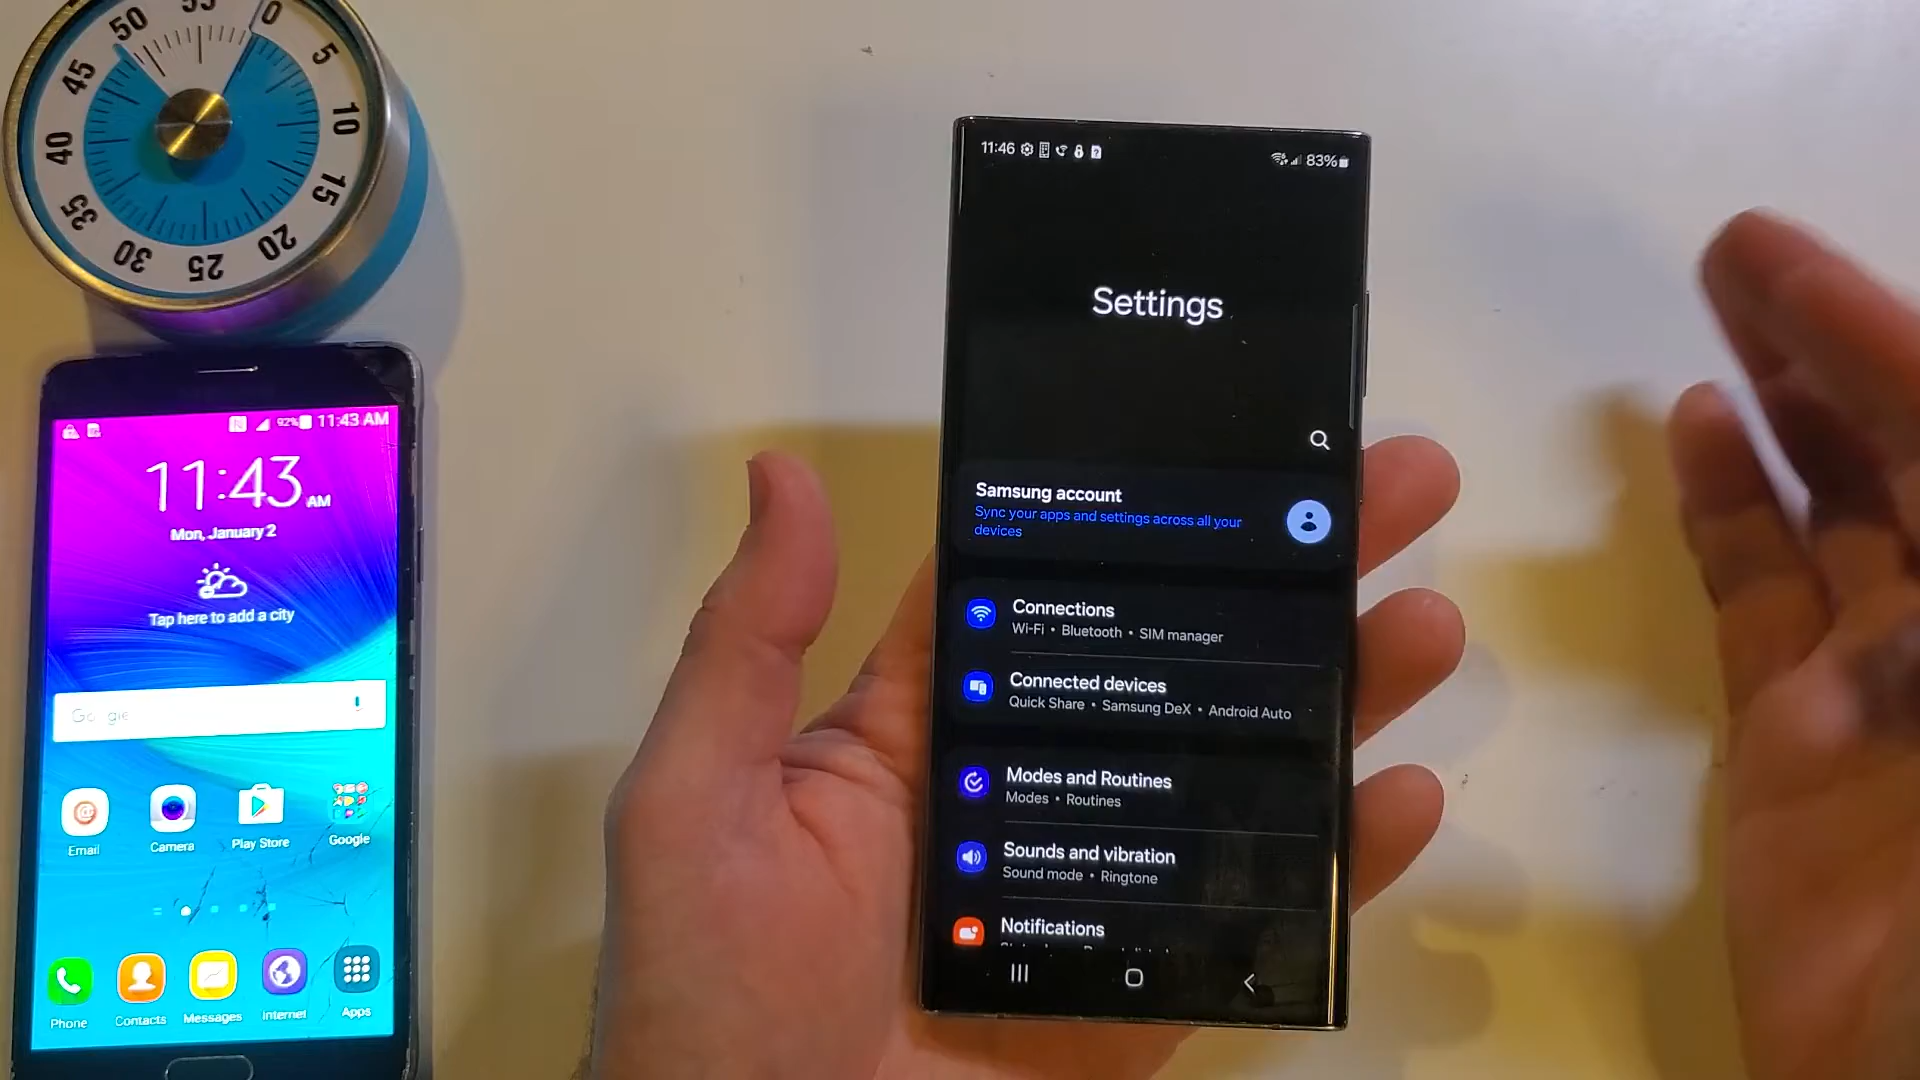 50
55
0
5
10
15
20
25
30
35
40
45
92%
11:43 AM
11:43 AM
Mon, January 2
Tap here to add a city
Google
Email
Camera
Play Store
Google
Phone
Contacts
Messages
Internet
Apps
11:46
83%
Settings
Samsung account
Sync your apps and settings across all your
devices
Connections
Wi-Fi • Bluetooth • SIM manager
Connected devices
Quick Share • Samsung DeX • Android Auto
Modes and Routines
Modes • Routines
Sounds and vibration
Sound mode • Ringtone
Notifications